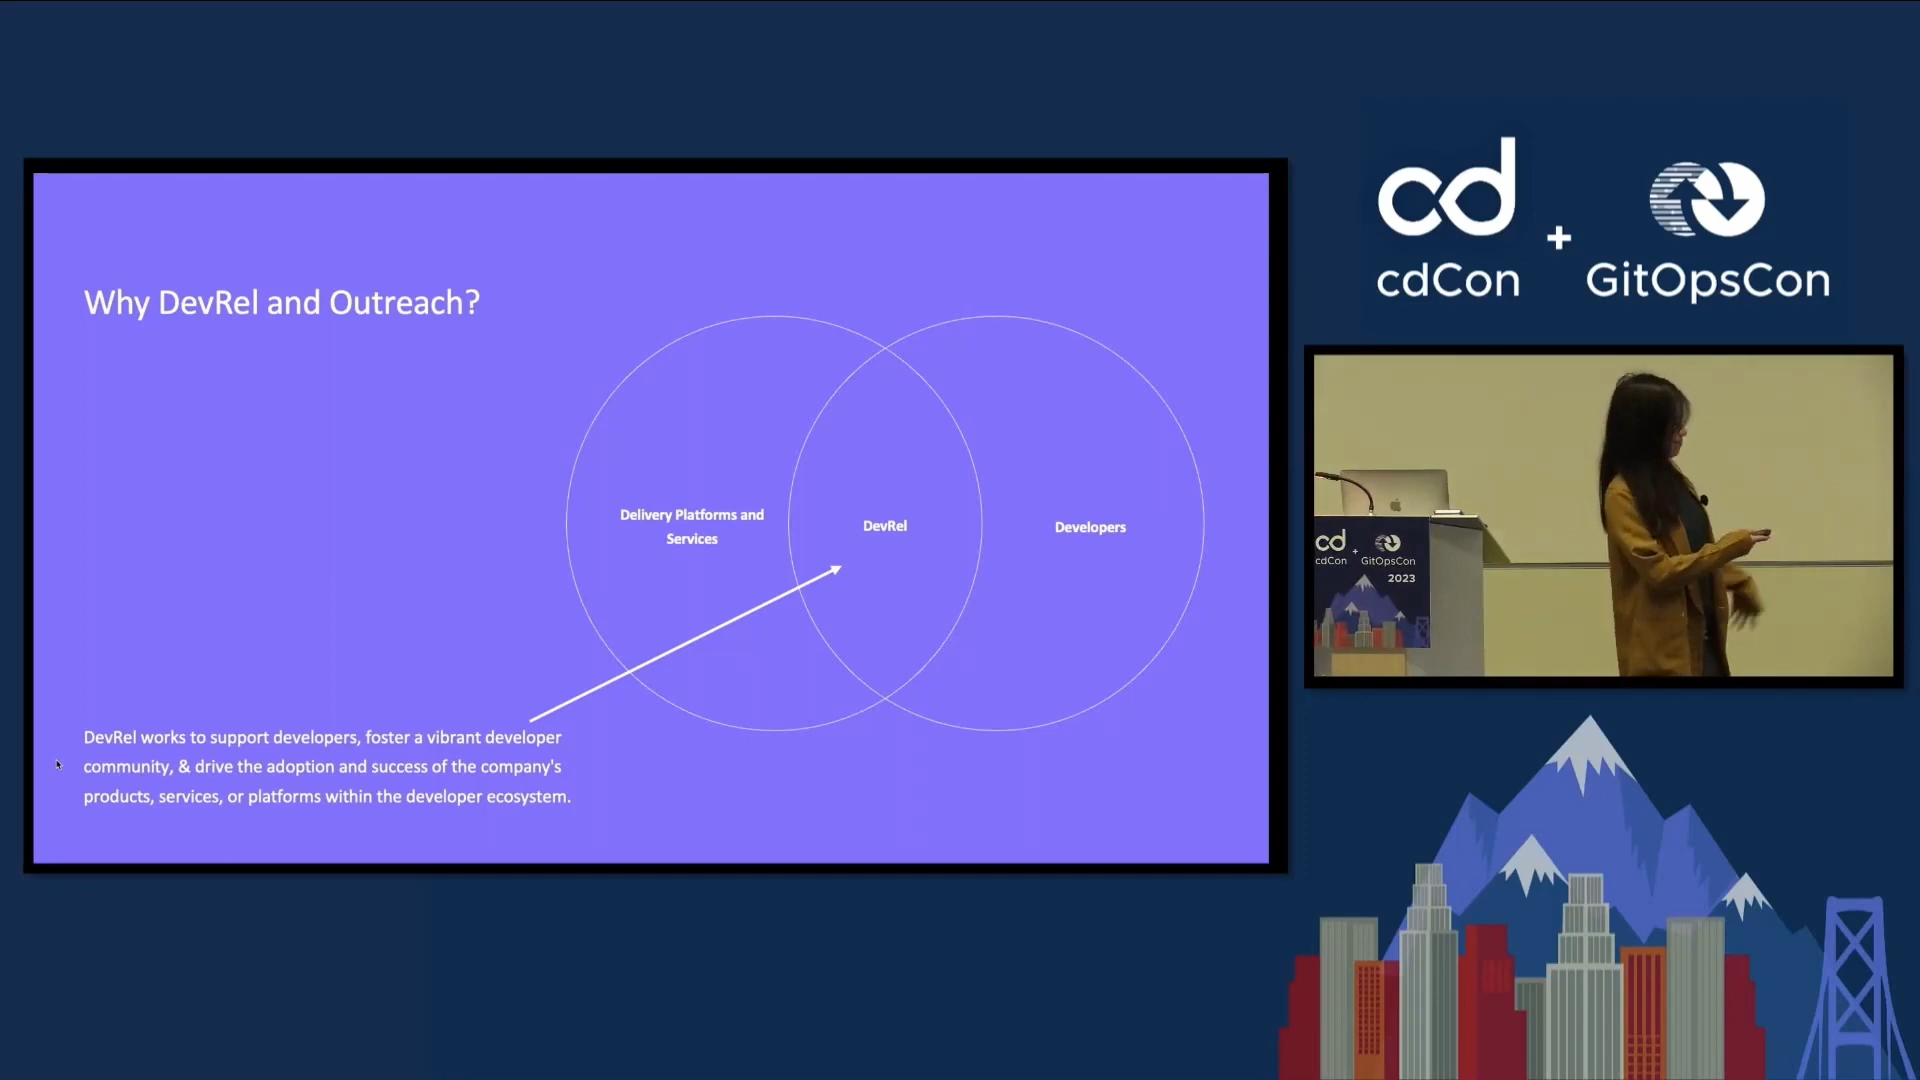 Why DevRel and Outreach?
Delivery Platforms and
Services
DevRel
Developers
DevRel works to support developers, foster a vibrant developer
community, & drive the adoption and success of the company's
products, services, or platforms within the developer ecosystem.
cd
+
cdCon
GitOpsCon
cd
+
cdCon
GitOpsCon
2023